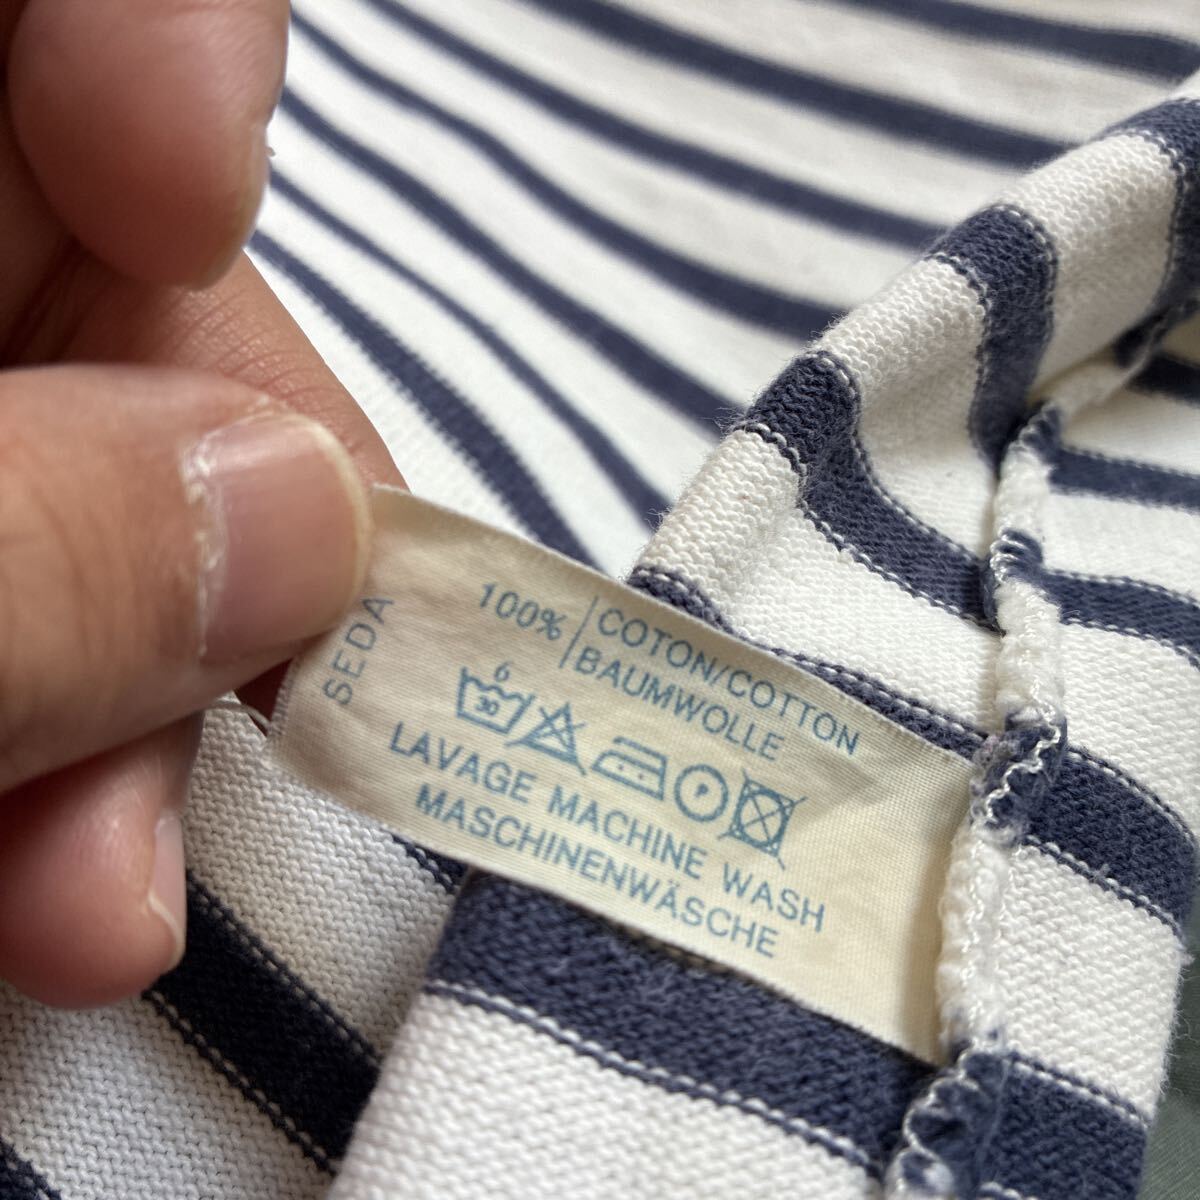 SEDA
100% COTON/COTTON
BAUMWOLLE
6
30 P
LAVAGE MACHINE WASH
MASCHINENWÄSCHE